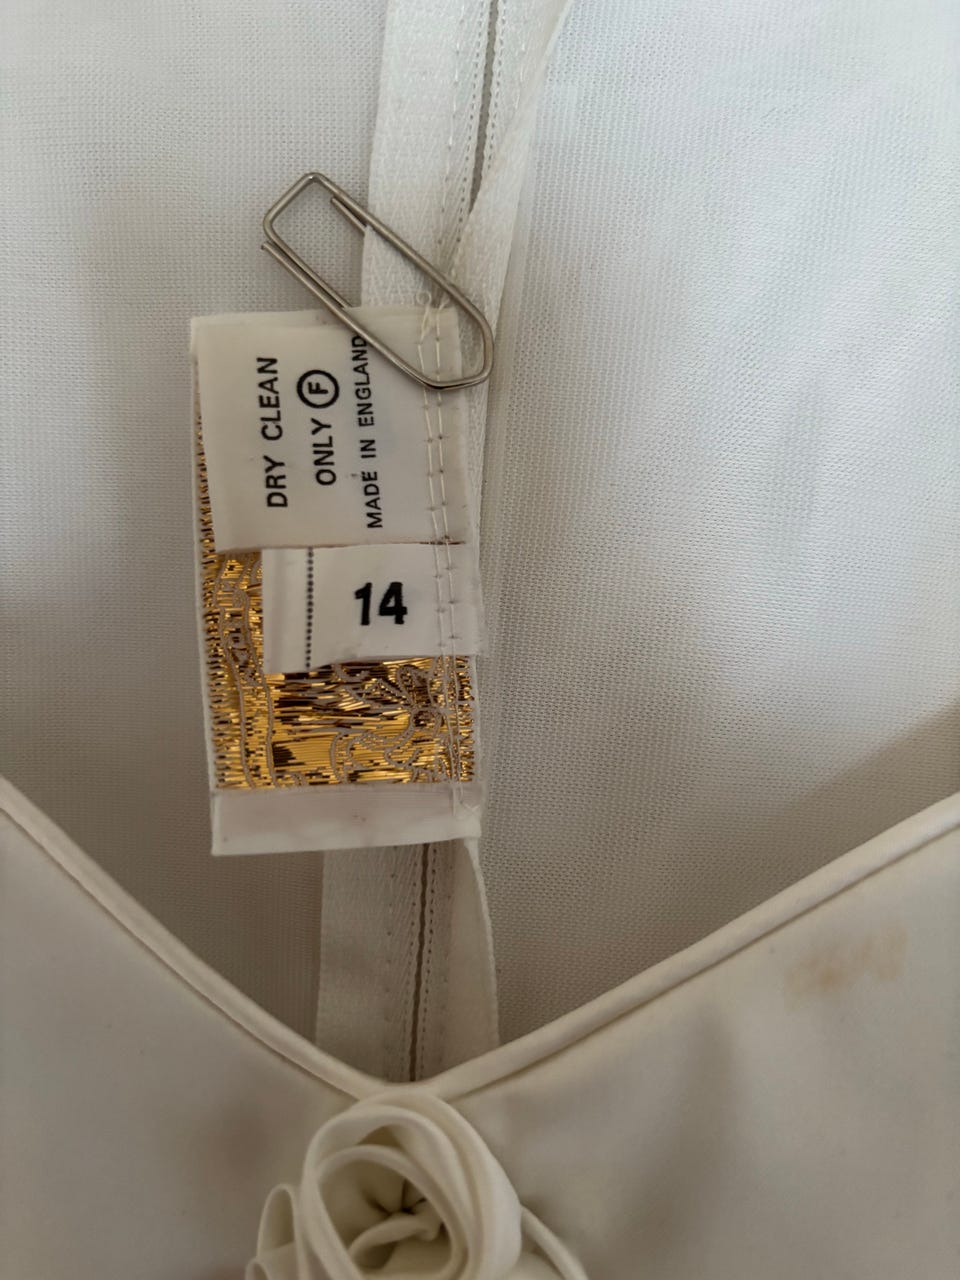 DRY CLEAN
ONLY Ⓕ
MADE IN ENGLAND
14